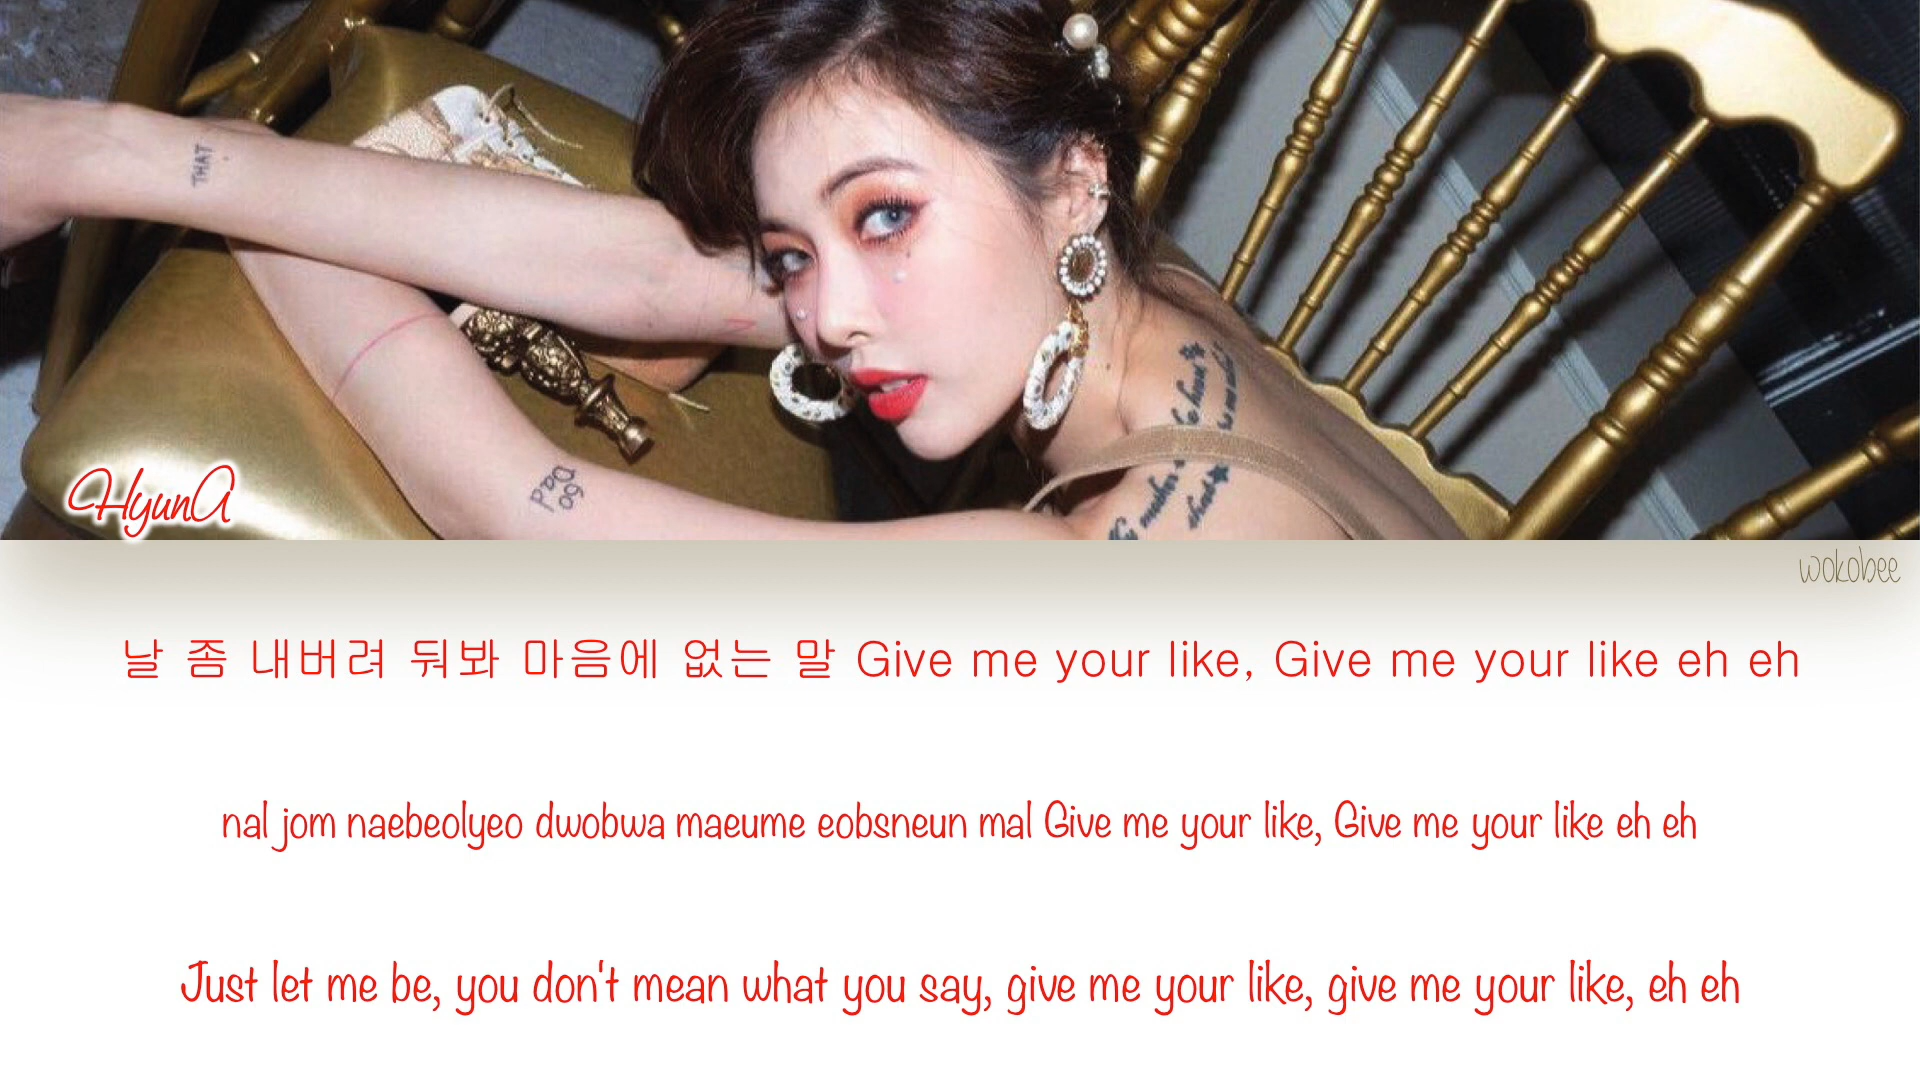 THAT
Dad
90
HyunA
wokobee
날 좀 내버려 둬봐 마음에 없는 말 Give me your like, Give me your like eh eh
nal jom naebeolyeo dwobwa maeume eobsneun mal Give me your like, Give me your like eh eh
Just let me be, you don't mean what you say, give me your like, give me your like, eh eh